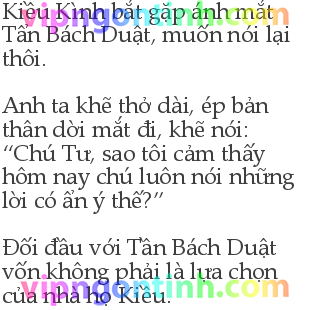 Kiều Kình bắt gặp ánh mắt
Tần Bách Duật, muốn nói lại
thôi.
Anh ta khẽ thở dài, ép bản
thân dời mắt đi, khẽ nói:
“Chú Tư, sao tôi cảm thấy
hôm nay chú luôn nói những
lời có ẩn ý thế?”
Đối đầu với Tần Bách Duật
vốn không phải là lựa chọn
của nhà họ Kiều.
vipngontinh.com
vipngontinh.com